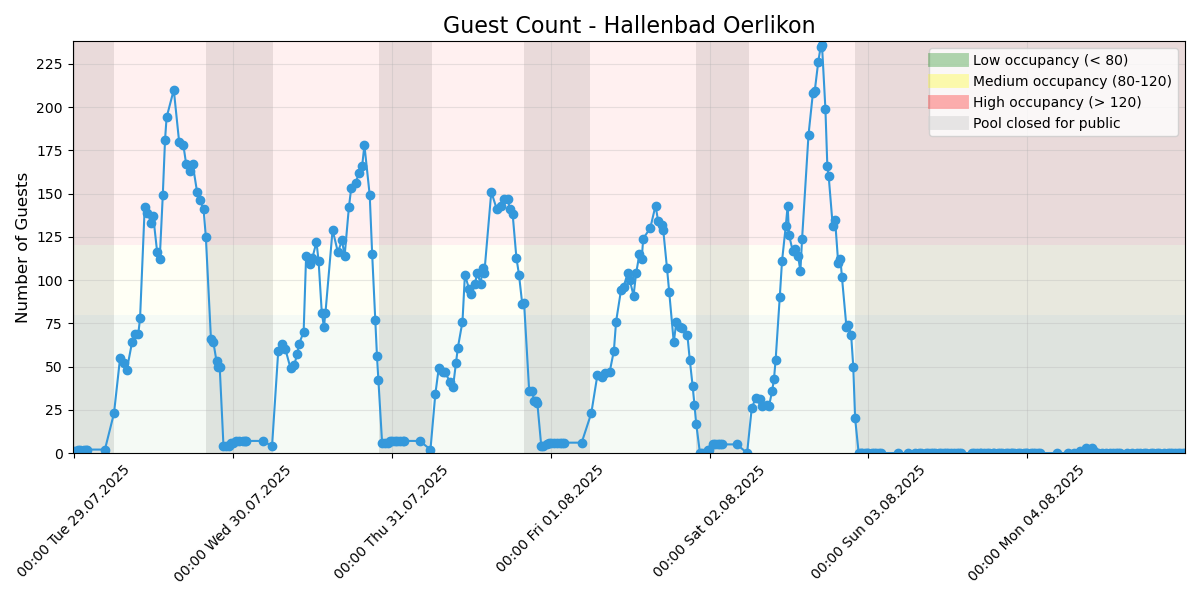 Guest Count - Hallenbad Oerlikon
Number of Guests
225
200
175
150
125
100
75
50
25
0
Low occupancy (< 80)
Medium occupancy (80-120)
High occupancy (> 120)
Pool closed for public
00:00 Tue 29.07.2025
00:00 Wed 30.07.2025
00:00 Thu 31.07.2025
00:00 Fri 01.08.2025
00:00 Sat 02.08.2025
00:00 Sun 03.08.2025
00:00 Mon 04.08.2025